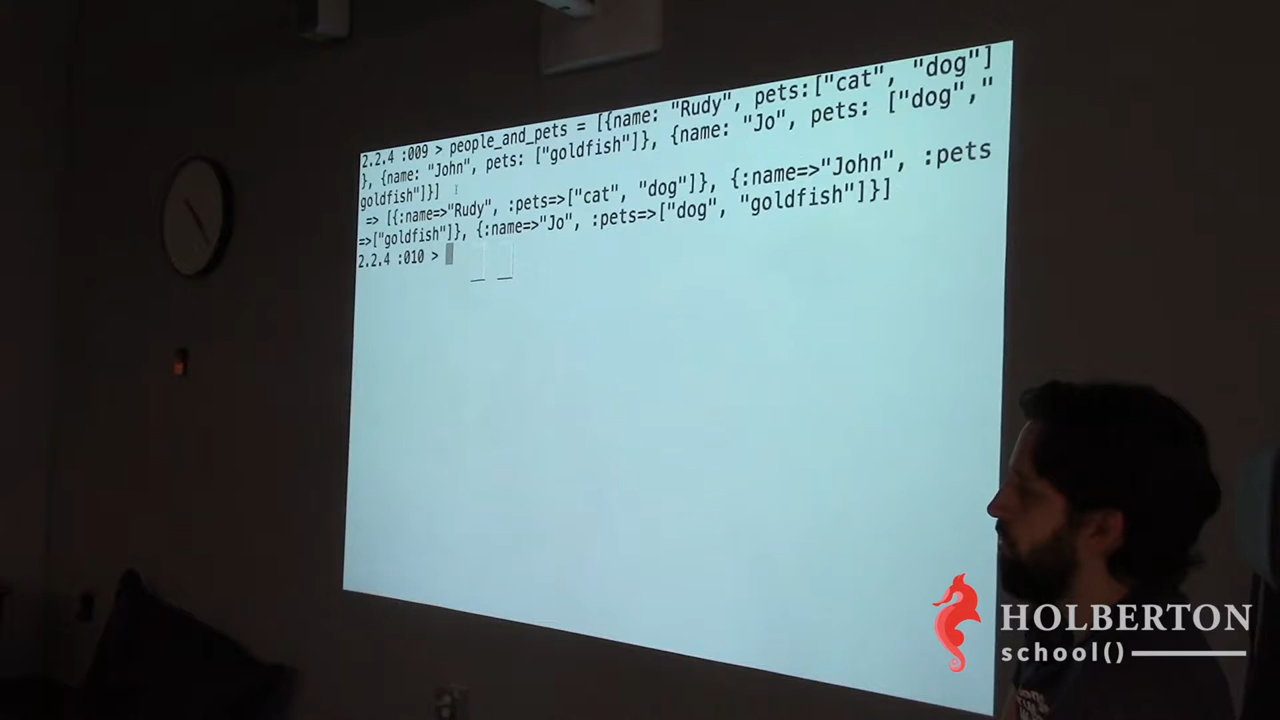 2.2.4 :009 > people_and_pets = [{name: "Rudy", pets:["cat", "dog"]
}, {name: "John", pets: ["goldfish"]}, {name: "Jo", pets: ["dog","
goldfish"]}]
=> [{:name=>"Rudy", :pets=>["cat", "dog"]}, {:name=>"John", :pets
=>["goldfish"]}, {:name=>"Jo", :pets=>["dog", "goldfish"]}]
2.2.4 :010 >
HOLBERTON
school()